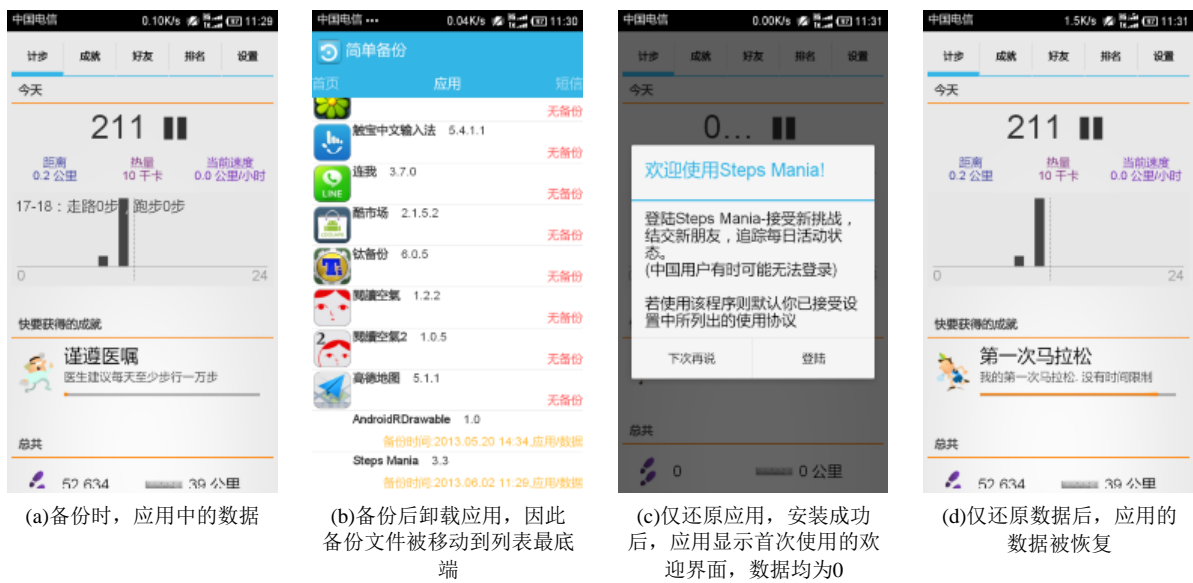 中国电信 0.10K/s 97 11:29
计步 成就 好友 排名 设置
今天
211
距离 热量 当前速度
0.2 公里 10 千卡 0.0 公里/小时
17-18：走路0步，跑步0步
0 24
快要获得的成就
谨遵医嘱
医生建议每天至少步行一万步
总共
52,634 39 公里
(a)备份时，应用中的数据
中国电信 ••• 0.04K/s 97 11:30
简单备份
首页 应用 短信
无备份
触宝中文输入法 5.4.1.1
无备份
连我 3.7.0
LINE
无备份
酷市场 2.1.5.2
无备份
钛备份 6.0.5
无备份
閱讀空氣 1.2.2
无备份
閱讀空氣2 1.0.5
2
无备份
高德地图 5.1.1
无备份
AndroidRDrawable 1.0
备份时间:2013.05.20 14:34,应用/数据
Steps Mania 3.3
备份时间:2013.06.02 11:29,应用/数据
(b)备份后卸载应用，因此
备份文件被移动到列表最底
端
中国电信 0.00K/s 97 11:31
计步 成就 好友 排名 设置
今天
0...
欢迎使用Steps Mania!
登陆Steps Mania-接受新挑战，
结交新朋友，追踪每日活动状
态。
(中国用户有时可能无法登录)
若使用该程序则默认你已接受设
置中所列出的使用协议
下次再说 登陆
总共
0 0 公里
(c)仅还原应用，安装成功
后，应用显示首次使用的欢
迎界面，数据均为0
中国电信 1.5K/s 97 11:31
计步 成就 好友 排名 设置
今天
211
距离 热量 当前速度
0.2 公里 10 千卡 0.0 公里/小时
0 24
快要获得的成就
第一次马拉松
我的第一次马拉松. 没有时间限制
总共
52,634 39 公里
(d)仅还原数据后，应用的
数据被恢复